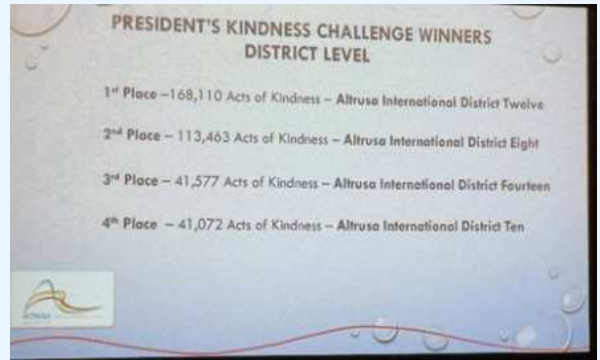 PRESIDENT'S KINDNESS CHALLENGE WINNERS
DISTRICT LEVEL
1st Place –168,110 Acts of Kindness – Altrusa International District Twelve
2nd Place – 113,463 Acts of Kindness – Altrusa International District Eight
3rd Place – 41,577 Acts of Kindness – Altrusa International District Fourteen
4th Place – 41,072 Acts of Kindness – Altrusa International District Ten
ALTRUSA